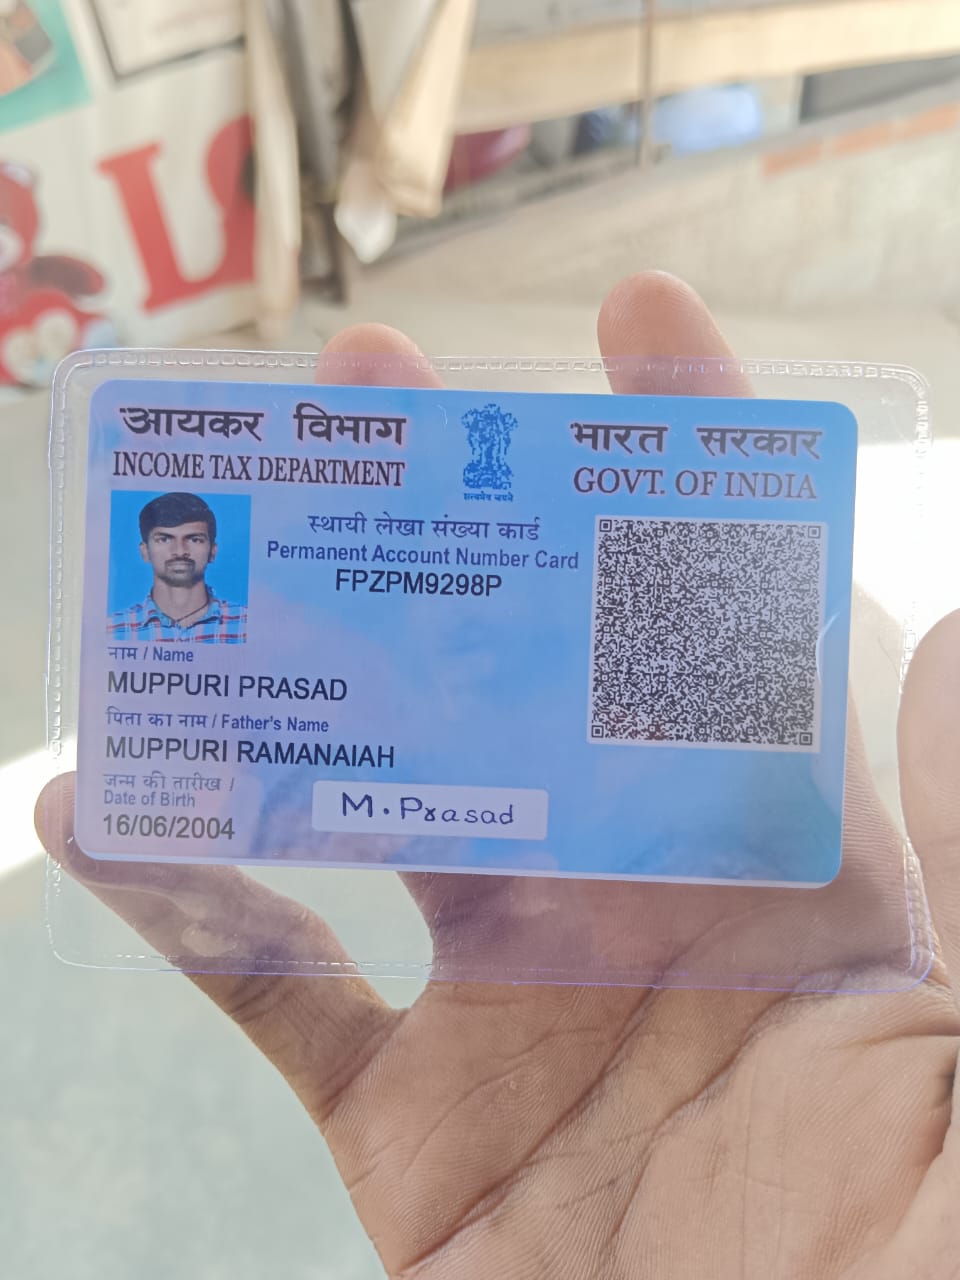 आयकर विभाग
INCOME TAX DEPARTMENT
सत्यमेव जयते
भारत सरकार
GOVT. OF INDIA
स्थायी लेखा संख्या कार्ड
Permanent Account Number Card
FPZPM9298P
नाम / Name
MUPPURI PRASAD
पिता का नाम / Father's Name
MUPPURI RAMANAIAH
जन्म की तारीख /
Date of Birth
16/06/2004
M. Prasad